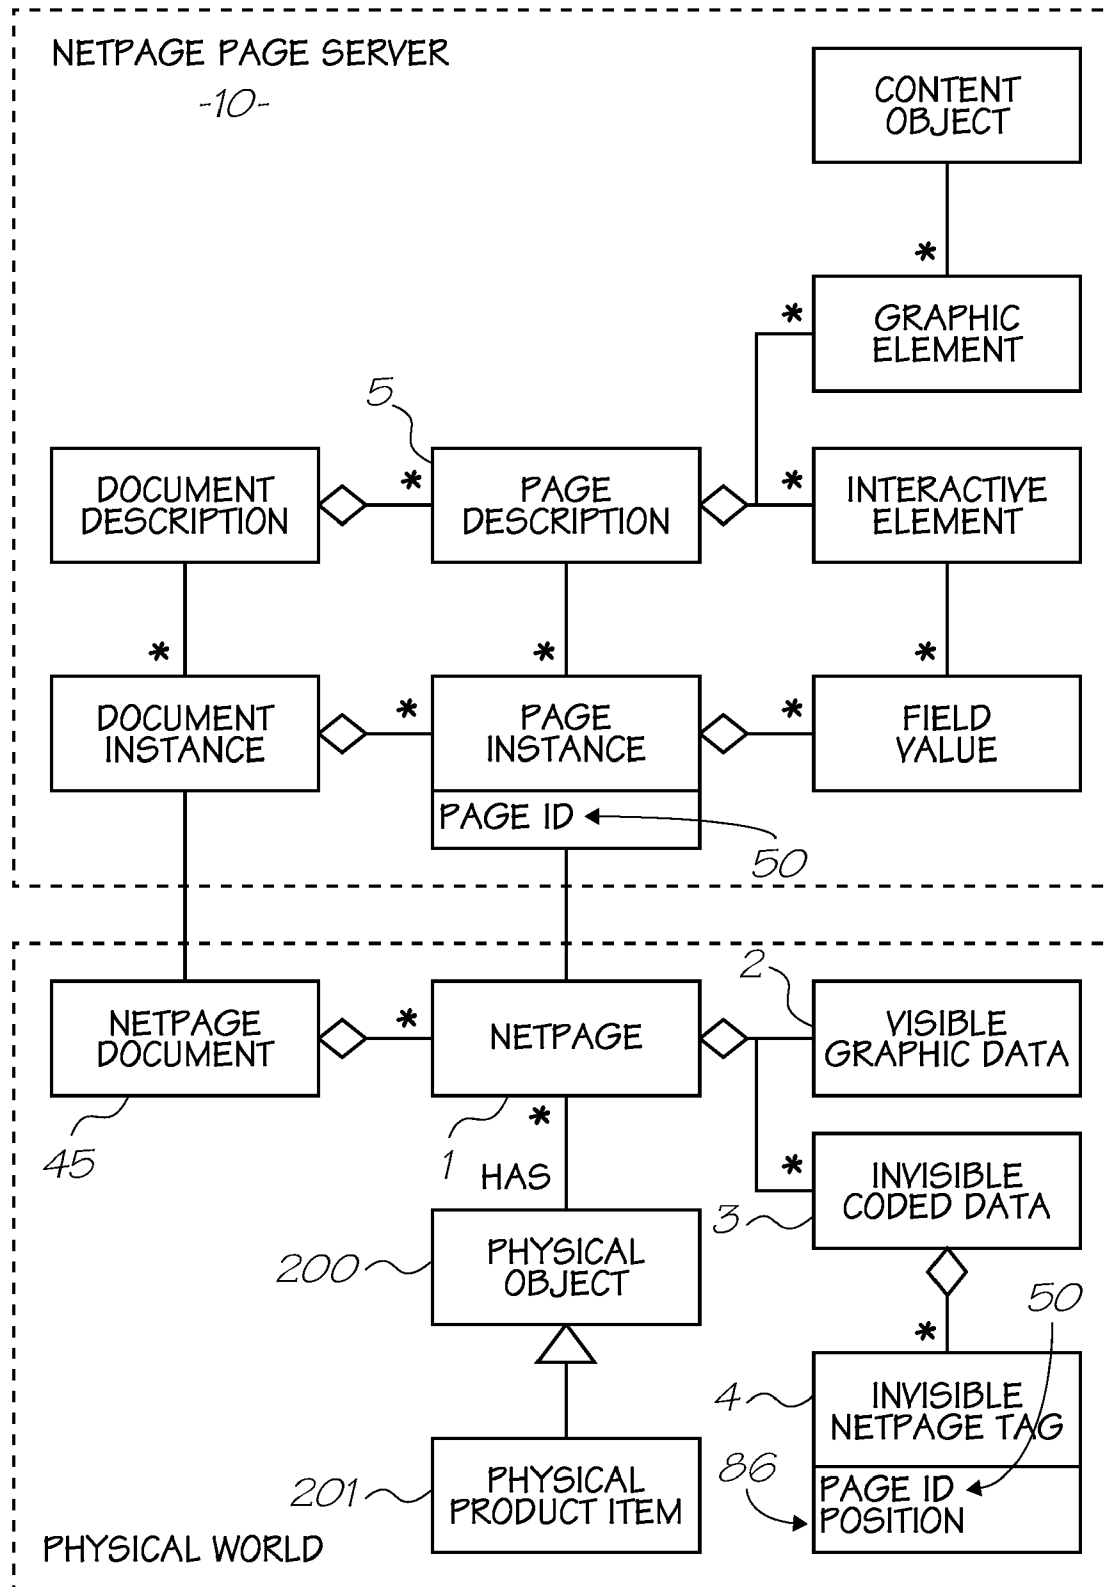 NETPAGE PAGE SERVER
-10-
CONTENT
OBJECT
*
*
GRAPHIC
ELEMENT
5
DOCUMENT
DESCRIPTION
*
PAGE
DESCRIPTION
*
INTERACTIVE
ELEMENT
*
*
*
DOCUMENT
INSTANCE
*
PAGE
INSTANCE
*
FIELD
VALUE
PAGE ID
50
2
NETPAGE
DOCUMENT
*
NETPAGE
VISIBLE
GRAPHIC DATA
45
1
*
HAS
*
INVISIBLE
CODED DATA
3
200
PHYSICAL
OBJECT
50
*
4
INVISIBLE
NETPAGE TAG
86
PAGE ID
POSITION
201
PHYSICAL
PRODUCT ITEM
PHYSICAL WORLD